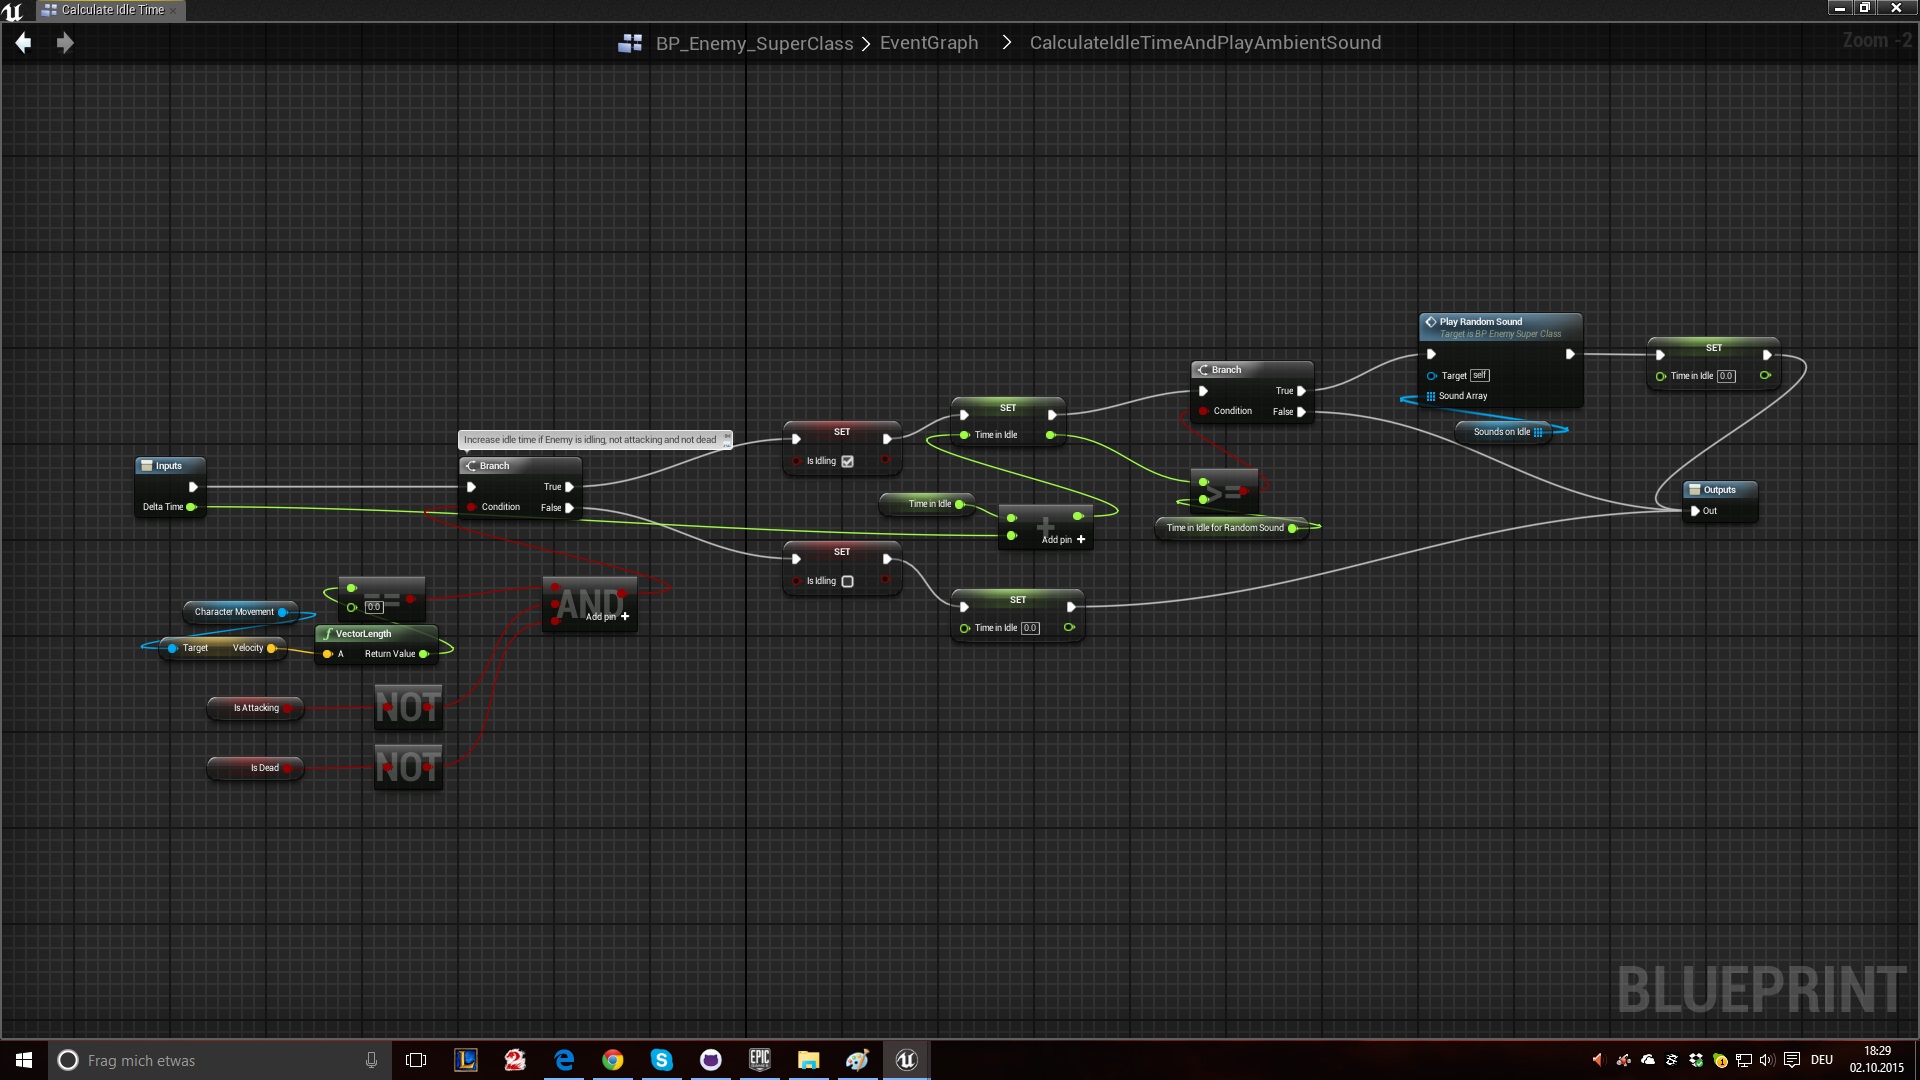 Calculate Idle Time
BP_Enemy_SuperClass > EventGraph > CalculateIdleTimeAndPlayAmbientSound
Zoom -2
Play Random Sound
Target is BP Enemy Super Class
Target self
Sound Array
Sounds on Idle
SET
Time in Idle 0.0
Branch
True
Condition
False
SET
Time in Idle
SET
Is Idling
Increase idle time if Enemy is idling, not attacking and not dead
Inputs
Delta Time
Branch
True
Condition
False
Time in Idle
+
Add pin +
>=
Time in Idle for Random Sound
Outputs
Out
SET
Is Idling
SET
Time in Idle 0.0
==
0.0
AND
Add pin +
Character Movement
Target Velocity
f VectorLength
A Return Value
Is Attacking
NOT
Is Dead
NOT
BLUEPRINT
Frag mich etwas
EPIC
GAMES
DEU
18:29
02.10.2015